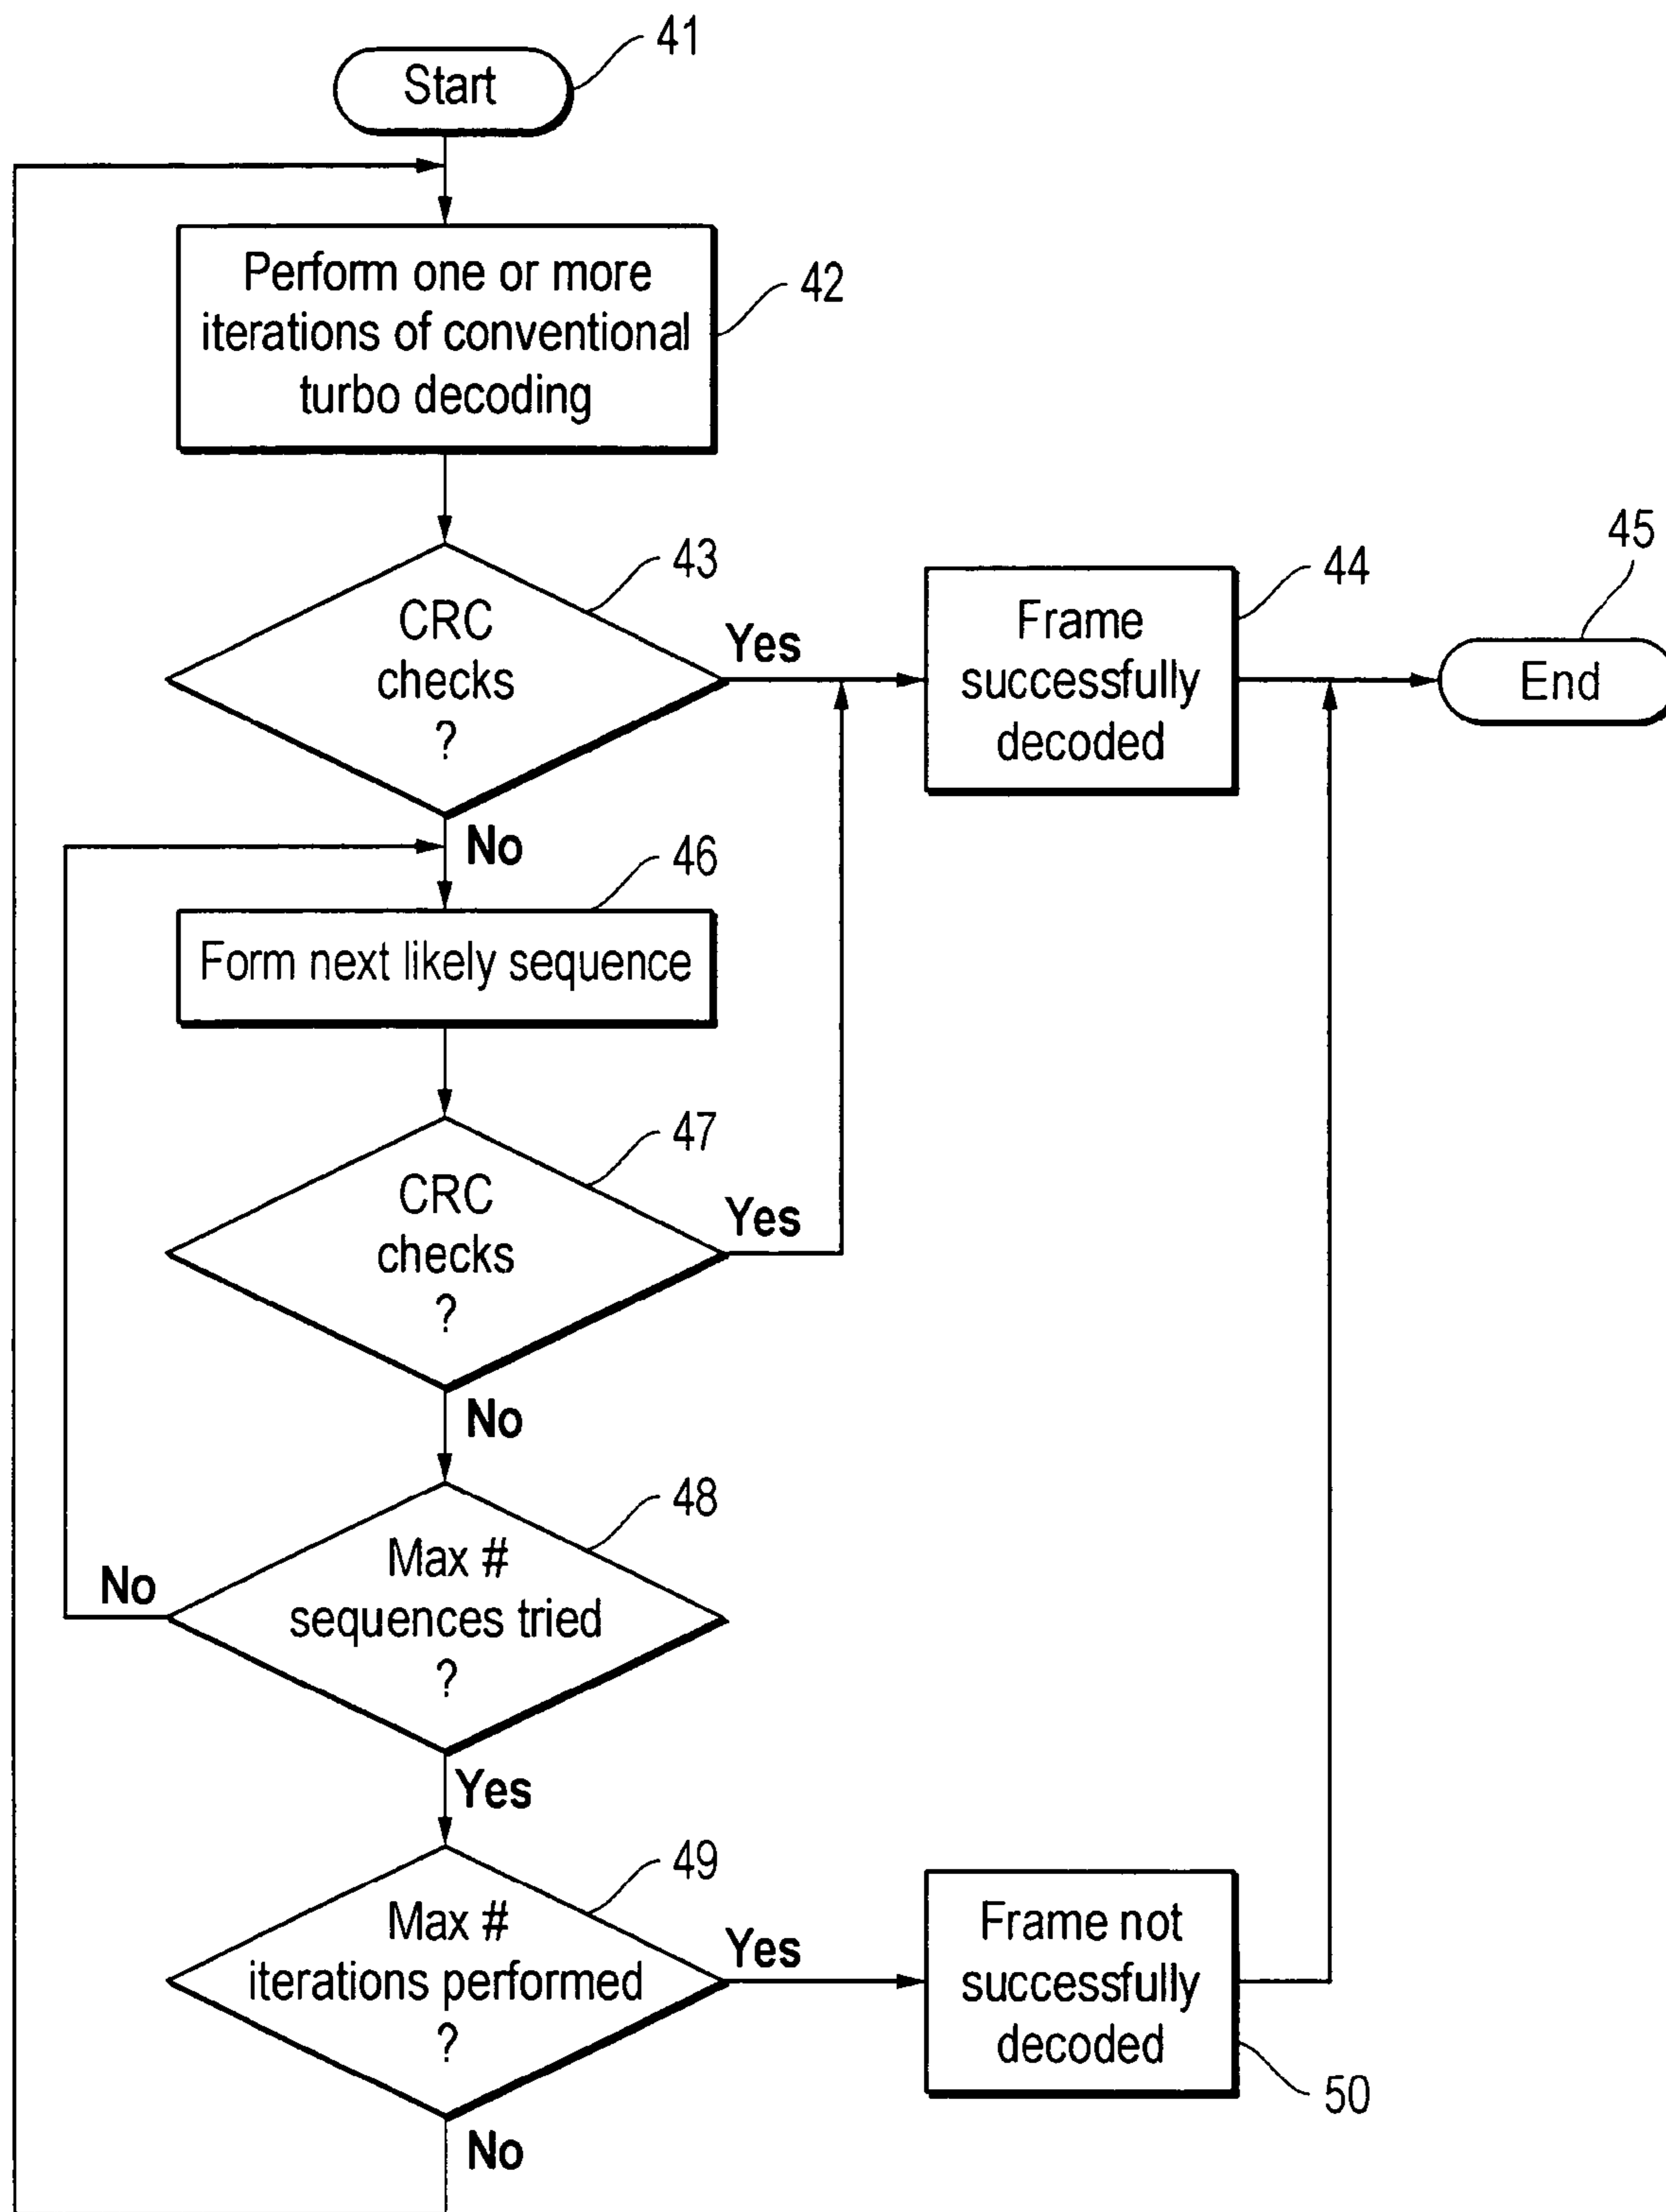 41
Start
Perform one or more
iterations of conventional
turbo decoding
42
43
CRC
checks
?
Yes
Frame
successfully
decoded
44
45
End
No
46
Form next likely sequence
47
CRC
checks
?
Yes
No
48
Max #
sequences tried
?
No
Yes
49
Max #
iterations performed
?
Yes
Frame not
successfully
decoded
50
No